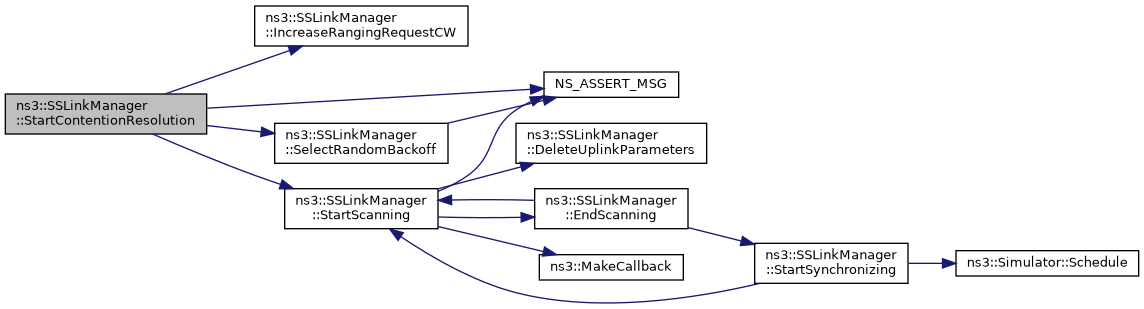 ns3::SSLinkManager
::IncreaseRangingRequestCW
NS_ASSERT_MSG
ns3::SSLinkManager
::StartContentionResolution
ns3::SSLinkManager
::SelectRandomBackoff
ns3::SSLinkManager
::DeleteUplinkParameters
ns3::SSLinkManager
::StartScanning
ns3::SSLinkManager
::EndScanning
ns3::MakeCallback
ns3::SSLinkManager
::StartSynchronizing
ns3::Simulator::Schedule